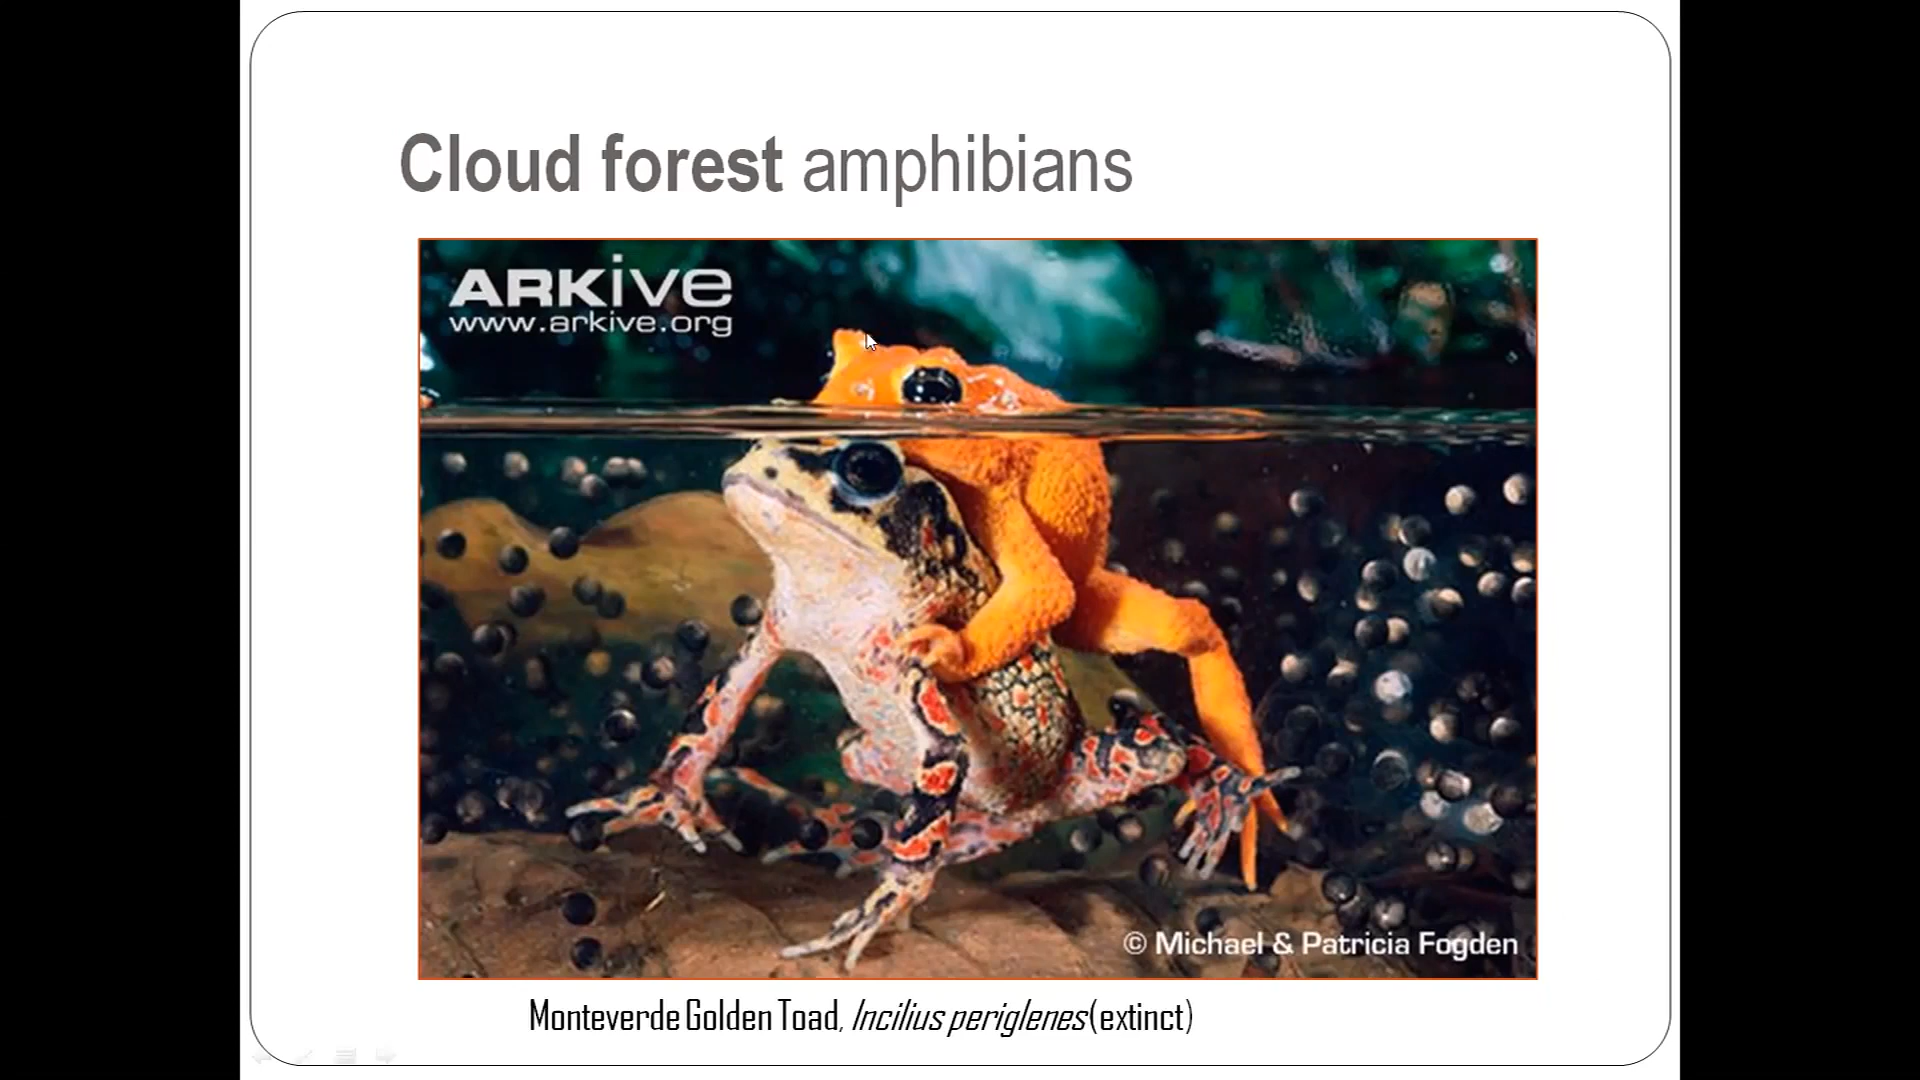 Cloud forest amphibians
ARKive
www.arkive.org
© Michael & Patricia Fogden
Monteverde Golden Toad, Incilius periglenes (extinct)